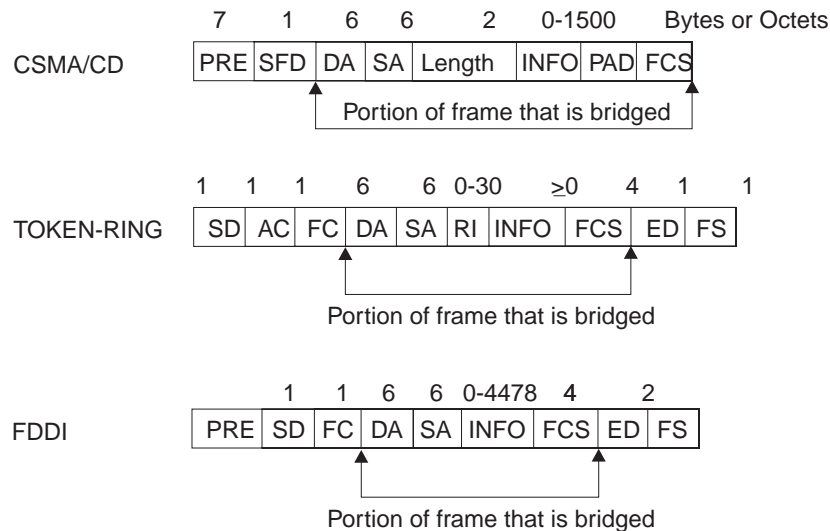 7 1 6 6 2 0-1500 Bytes or Octets
CSMA/CD PRE SFD DA SA Length INFO PAD FCS
Portion of frame that is bridged
1 1 1 6 6 0-30 ≥0 4 1 1
TOKEN-RING SD AC FC DA SA RI INFO FCS ED FS
Portion of frame that is bridged
1 1 6 6 0-4478 4 2
FDDI PRE SD FC DA SA INFO FCS ED FS
Portion of frame that is bridged